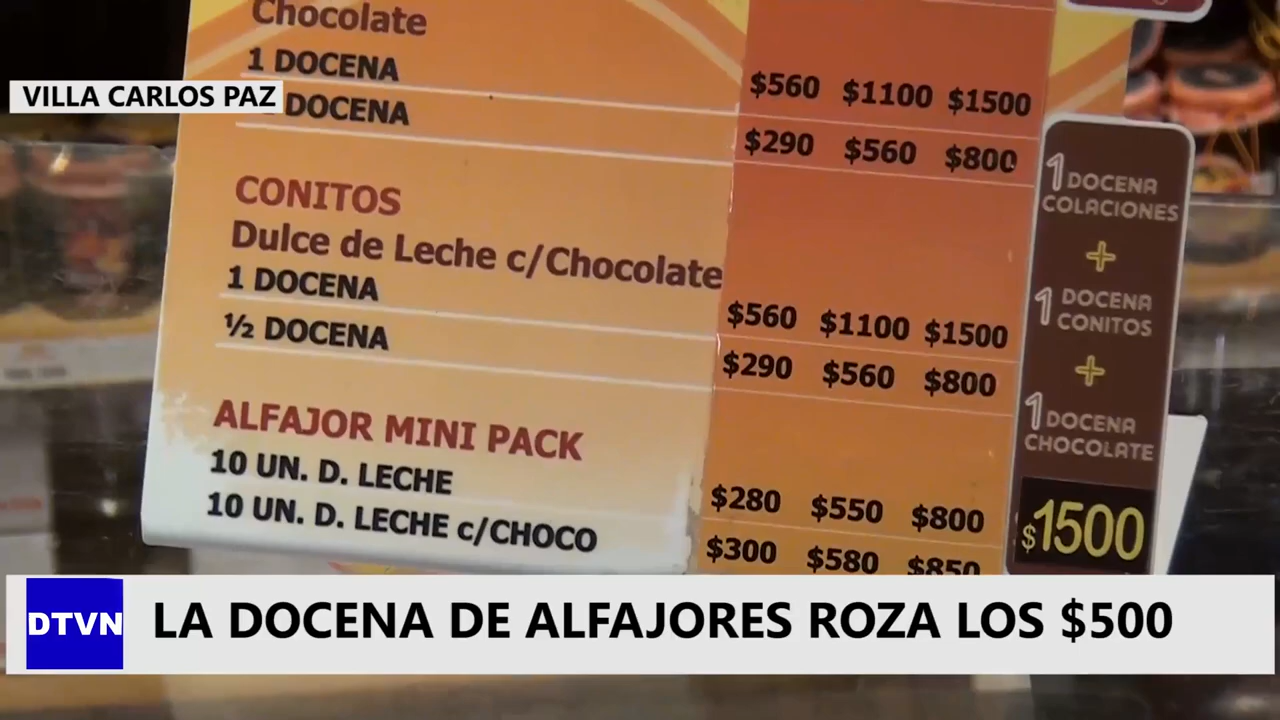 Chocolate
1 DOCENA $560 $1100 $1500
DOCENA $290 $560 $800
VILLA CARLOS PAZ
CONITOS
Dulce de Leche c/Chocolate
1 DOCENA $560 $1100 $1500
½ DOCENA $290 $560 $800
ALFAJOR MINI PACK
10 UN. D. LECHE $280 $550 $800
10 UN. D. LECHE c/CHOCO $300 $580 $850
1 DOCENA
COLACIONES
+
1 DOCENA
CONITOS
+
1 DOCENA
CHOCOLATE
$1500
DTVN
LA DOCENA DE ALFAJORES ROZA LOS $500